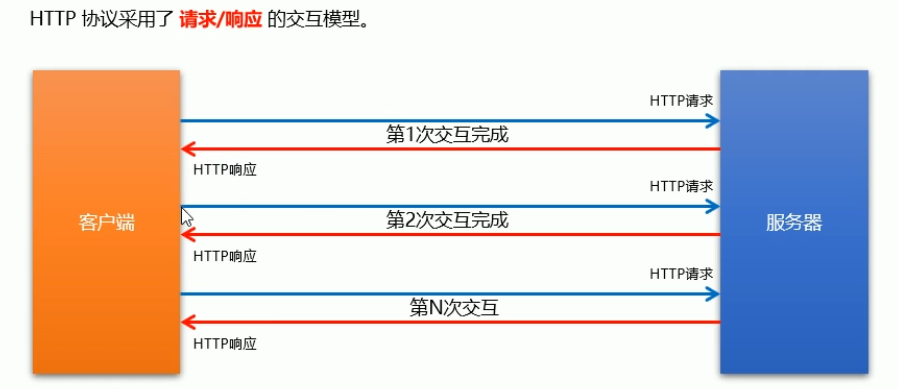 HTTP 协议采用了 请求/响应 的交互模型。
HTTP请求
第1次交互完成
HTTP响应
HTTP请求
客户端
第2次交互完成
服务器
HTTP响应
HTTP请求
第N次交互
HTTP响应